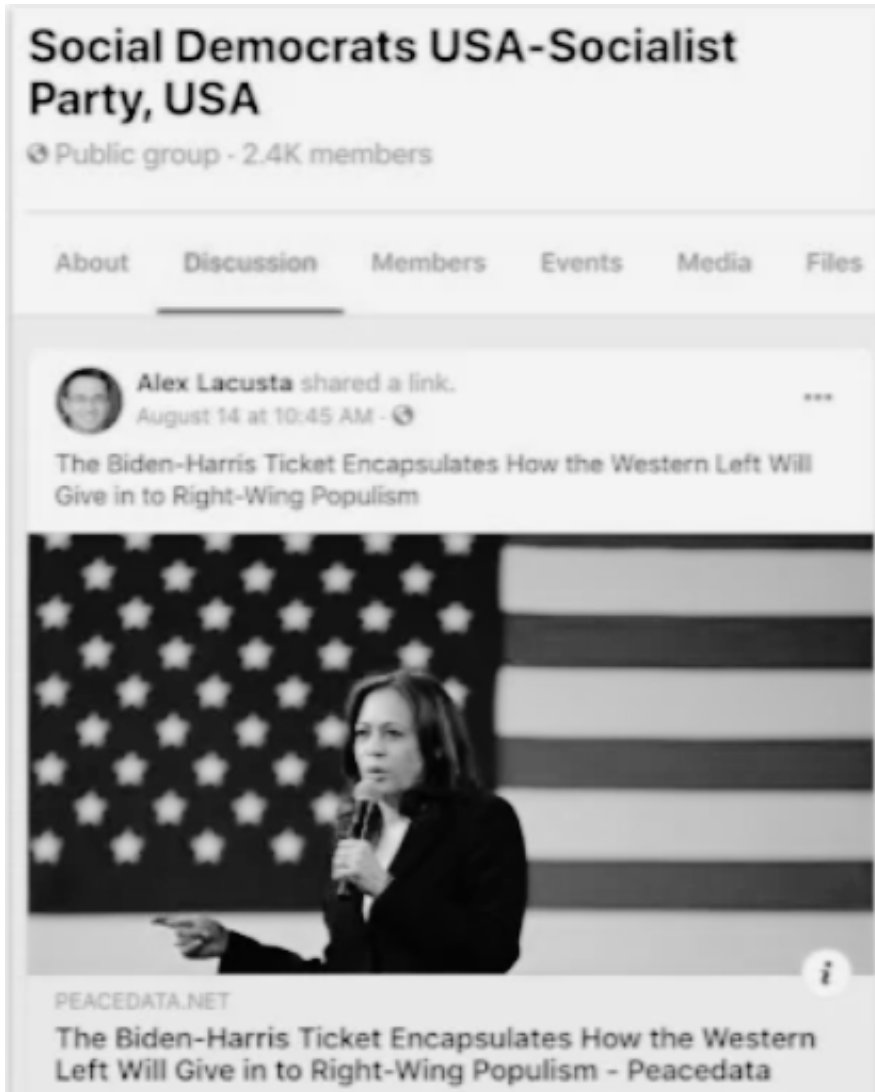 Social Democrats USA-Socialist
Party, USA
Public group - 2.4K members
About Discussion Members Events Media Files
Alex Lacusta shared a link.
August 14 at 10:45 AM ·
The Biden-Harris Ticket Encapsulates How the Western Left Will
Give in to Right-Wing Populism
i
PEACEDATA.NET
The Biden-Harris Ticket Encapsulates How the Western
Left Will Give in to Right-Wing Populism - Peacedata